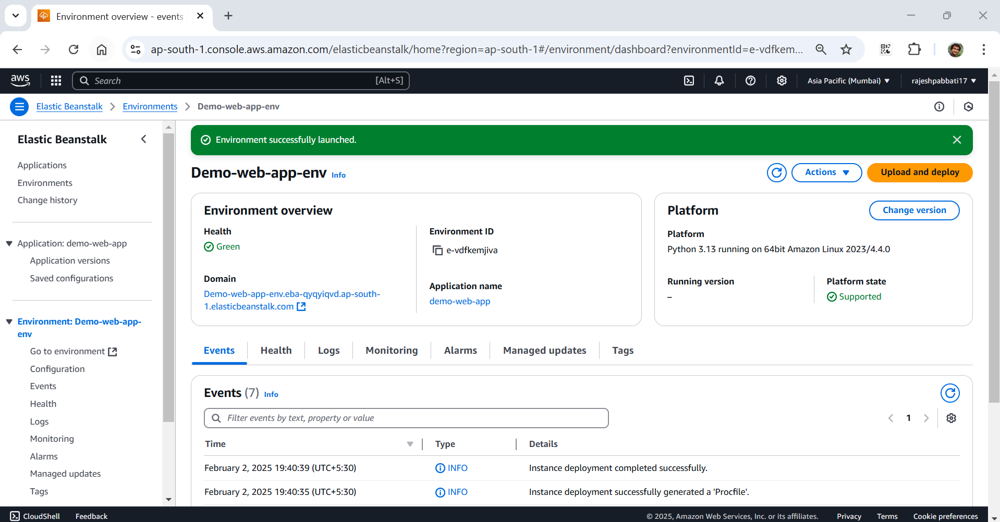 Environment overview - events
ap-south-1.console.aws.amazon.com/elasticbeanstalk/home?region=ap-south-1#/environment/dashboard?environmentId=e-vdfkem...
aws
Search
[Alt+S]
Asia Pacific (Mumbai)
rajeshpabbati17
Elastic Beanstalk > Environments > Demo-web-app-env
Elastic Beanstalk
Applications
Environments
Change history
Application: demo-web-app
Application versions
Saved configurations
Environment: Demo-web-app-
env
Go to environment
Configuration
Events
Health
Logs
Monitoring
Alarms
Managed updates
Tags
Environment successfully launched.
Demo-web-app-env Info
Actions
Upload and deploy
Environment overview
Health
Green
Domain
Demo-web-app-env.eba-qyqyiqvd.ap-south-
1.elasticbeanstalk.com
Environment ID
e-vdfkemjiva
Application name
demo-web-app
Platform
Change version
Platform
Python 3.13 running on 64bit Amazon Linux 2023/4.4.0
Running version
–
Platform state
Supported
Events
Health
Logs
Monitoring
Alarms
Managed updates
Tags
Events (7) Info
Filter events by text, property or value
1
Time
Type
Details
February 2, 2025 19:40:39 (UTC+5:30)
INFO
Instance deployment completed successfully.
February 2, 2025 19:40:35 (UTC+5:30)
INFO
Instance deployment successfully generated a 'Procfile'.
CloudShell
Feedback
© 2025, Amazon Web Services, Inc. or its affiliates.
Privacy
Terms
Cookie preferences